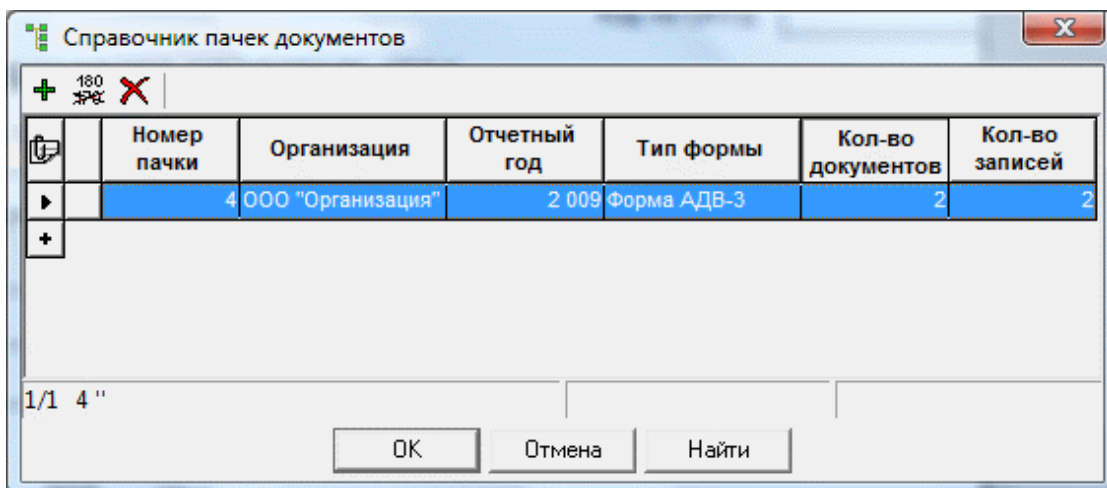 Справочник пачек документов
180
Номер пачки Организация Отчетный год Тип формы Кол-во документов Кол-во записей
4 ООО "Организация" 2 009 Форма АДВ-3 2 2
1/1 4 "
OK Отмена Найти